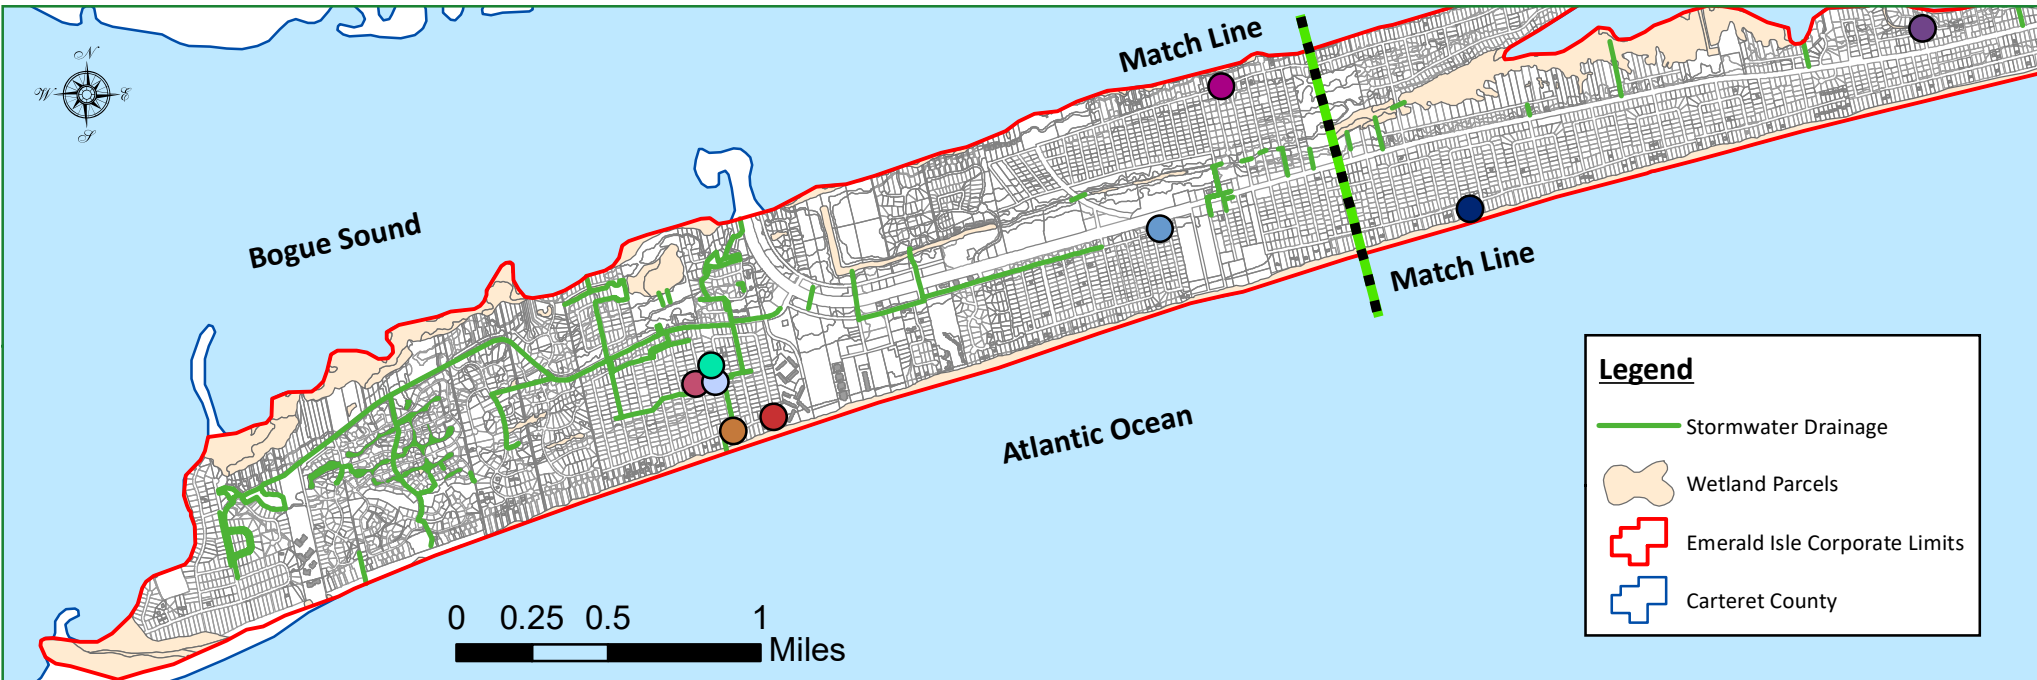 N
W E
S
Match Line
Bogue Sound
Match Line
Atlantic Ocean
0 0.25 0.5 1
Miles
Legend
Stormwater Drainage
Wetland Parcels
Emerald Isle Corporate Limits
Carteret County